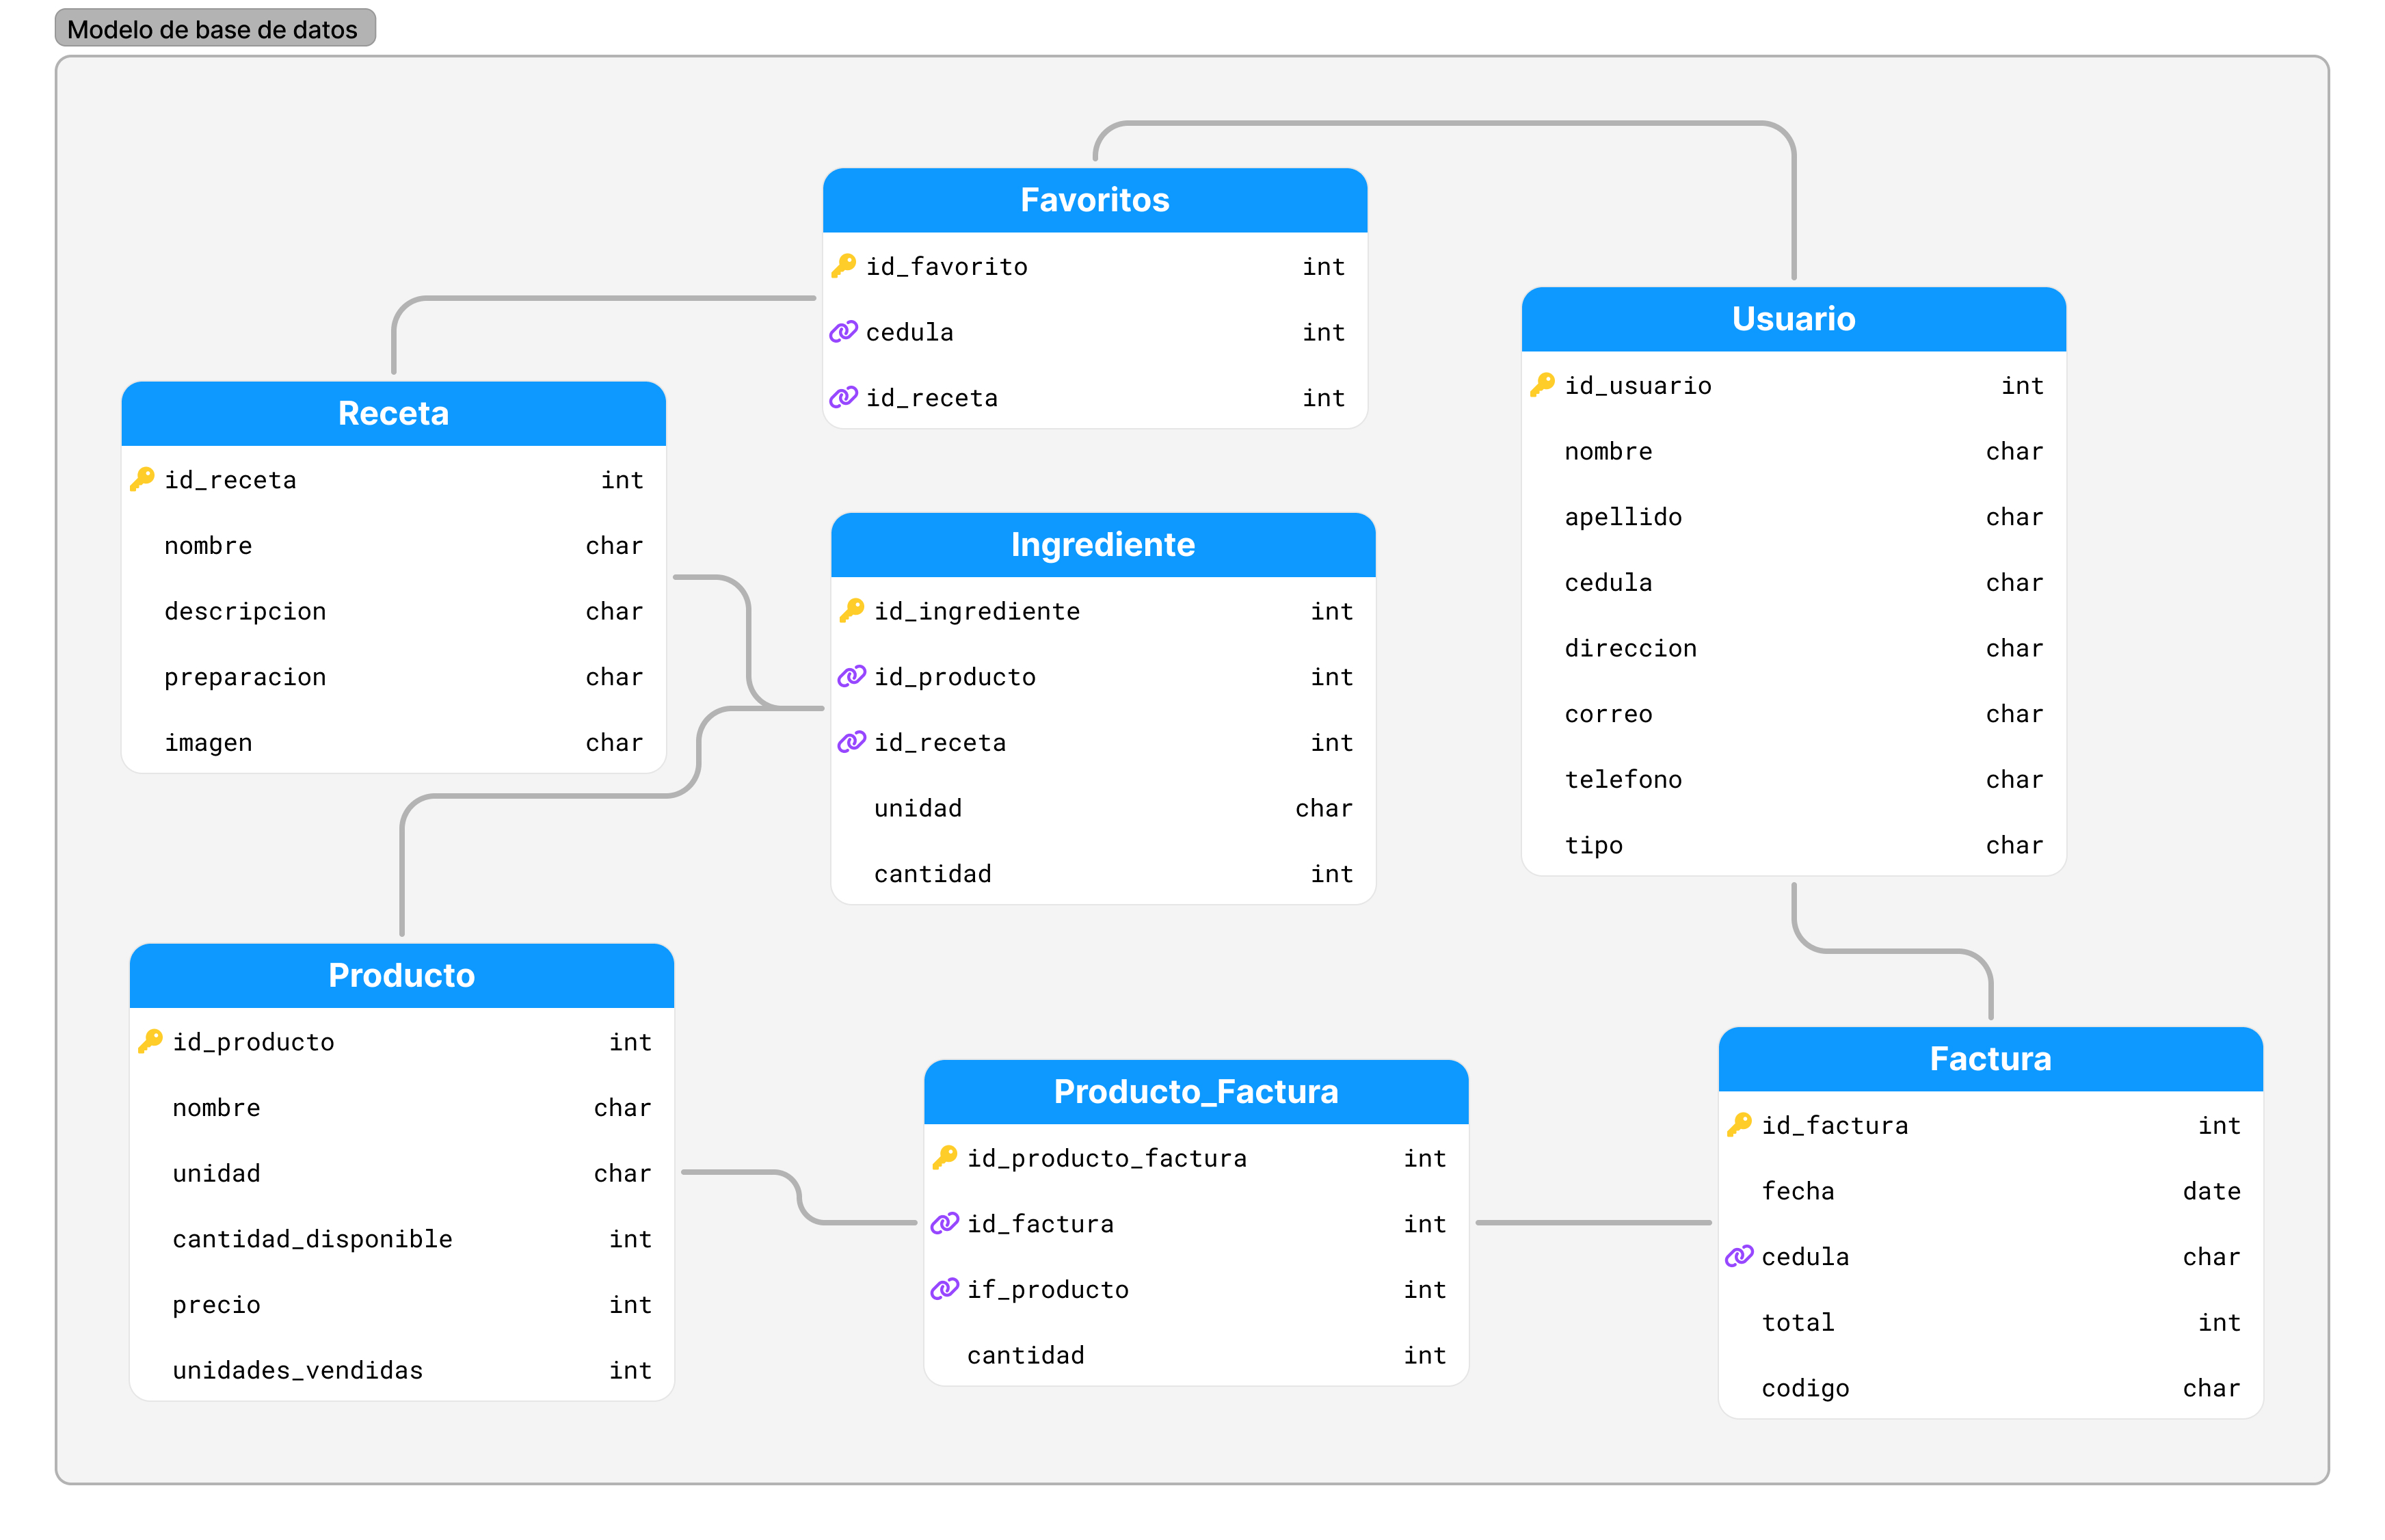 Modelo de base de datos
Favoritos
id_favorito int
cedula int
id_receta int
Usuario
id_usuario int
nombre char
apellido char
cedula char
direccion char
correo char
telefono char
tipo char
Receta
id_receta int
nombre char
descripcion char
preparacion char
imagen char
Ingrediente
id_ingrediente int
id_producto int
id_receta int
unidad char
cantidad int
Producto
id_producto int
nombre char
unidad char
cantidad_disponible int
precio int
unidades_vendidas int
Producto_Factura
id_producto_factura int
id_factura int
if_producto int
cantidad int
Factura
id_factura int
fecha date
cedula char
total int
codigo char